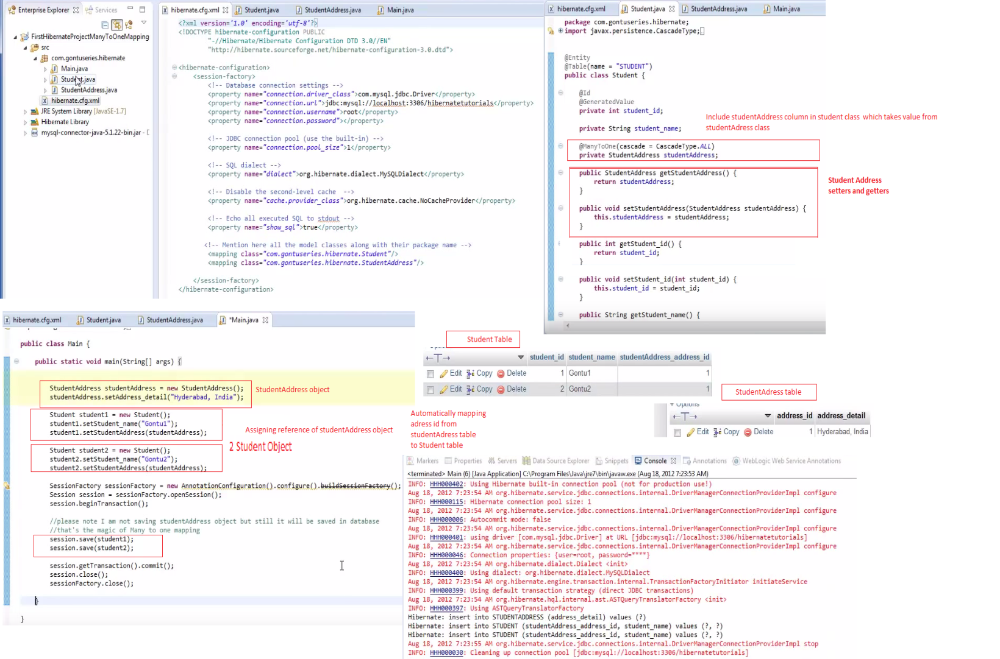 Enterprise Explorer
Services
FirstHibernateProjectManyToOneMapping
src
com.gontuseries.hibernate
Main.java
Student.java
StudentAddress.java
hibernate.cfg.xml
JRE System Library [JavaSE-1.7]
Hibernate Library
mysql-connector-java-5.1.22-bin.jar -
hibernate.cfg.xml Student.java StudentAddress.java Main.java
<?xml version='1.0' encoding='utf-8'?>
<!DOCTYPE hibernate-configuration PUBLIC
"-//Hibernate/Hibernate Configuration DTD 3.0//EN"
"http://hibernate.sourceforge.net/hibernate-configuration-3.0.dtd">
<hibernate-configuration>
<session-factory>
<!-- Database connection settings -->
<property name="connection.driver_class">com.mysql.jdbc.Driver</property>
<property name="connection.url">jdbc:mysql://localhost:3306/hibernatetutorials</property>
<property name="connection.username">root</property>
<property name="connection.password"></property>
<!-- JDBC connection pool (use the built-in) -->
<property name="connection.pool_size">1</property>
<!-- SQL dialect -->
<property name="dialect">org.hibernate.dialect.MySQLDialect</property>
<!-- Disable the second-level cache -->
<property name="cache.provider_class">org.hibernate.cache.NoCacheProvider</property>
<!-- Echo all executed SQL to stdout -->
<property name="show_sql">true</property>
<!-- Mention here all the model classes along with their package name -->
<mapping class="com.gontuseries.hibernate.Student"/>
<mapping class="com.gontuseries.hibernate.StudentAddress"/>
</session-factory>
</hibernate-configuration>
hibernate.cfg.xml Student.java StudentAddress.java Main.java
package com.gontuseries.hibernate;
import javax.persistence.CascadeType;
@Entity
@Table(name = "STUDENT")
public class Student {
@Id
@GeneratedValue
private int student_id;
private String student_name;
@ManyToOne(cascade = CascadeType.ALL)
private StudentAddress studentAddress;
public StudentAddress getStudentAddress() {
return studentAddress;
}
public void setStudentAddress(StudentAddress studentAddress) {
this.studentAddress = studentAddress;
}
public int getStudent_id() {
return student_id;
}
public void setStudent_id(int student_id) {
this.student_id = student_id;
}
public String getStudent_name() {
Include studentAddress column in student class which takes value from
studentAdress class
Student Address
setters and getters
hibernate.cfg.xml Student.java StudentAddress.java *Main.java
public class Main {
public static void main(String[] args) {
StudentAddress studentAddress = new StudentAddress();
studentAddress.setAddress_detail("Hyderabad, India");
StudentAddress object
Student student1 = new Student();
student1.setStudent_name("Gontu1");
student1.setStudentAddress(studentAddress);
Assigning reference of studentAddress object
2 Student Object
Student student2 = new Student();
student2.setStudent_name("Gontu2");
student2.setStudentAddress(studentAddress);
SessionFactory sessionFactory = new AnnotationConfiguration().configure().buildSessionFactory();
Session session = sessionFactory.openSession();
session.beginTransaction();
//please note I am not saving studentAddress object but still it will be saved in database
//that's the magic of Many to one mapping
session.save(student1);
session.save(student2);
session.getTransaction().commit();
session.close();
sessionFactory.close();
}
}
Student Table
←T→ student_id student_name studentAddress_address_id
Edit Copy Delete 1 Gontu1 1
Edit Copy Delete 2 Gontu2 1
Automatically mapping
adress id from
studentAdress table
to Student table
StudentAdress table
+ Options
←T→ address_id address_detail
Edit Copy Delete 1 Hyderabad, India
Markers Properties Servers Data Source Explorer Snippets Console Annotations WebLogic Web Service Annotations
<terminated> Main (6) [Java Application] C:\Program Files\Java\jre7\bin\javaw.exe (Aug 18, 2012 7:23:53 AM)
INFO: HHH000402: Using Hibernate built-in connection pool (not for production use!)
Aug 18, 2012 7:23:54 AM org.hibernate.service.jdbc.connections.internal.DriverManagerConnectionProviderImpl configure
INFO: HHH000115: Hibernate connection pool size: 1
Aug 18, 2012 7:23:54 AM org.hibernate.service.jdbc.connections.internal.DriverManagerConnectionProviderImpl configure
INFO: HHH000006: Autocommit mode: false
Aug 18, 2012 7:23:54 AM org.hibernate.service.jdbc.connections.internal.DriverManagerConnectionProviderImpl configure
INFO: HHH000401: using driver [com.mysql.jdbc.Driver] at URL [jdbc:mysql://localhost:3306/hibernatetutorials]
Aug 18, 2012 7:23:54 AM org.hibernate.service.jdbc.connections.internal.DriverManagerConnectionProviderImpl configure
INFO: HHH000046: Connection properties: {user=root, password=****}
Aug 18, 2012 7:23:54 AM org.hibernate.dialect.Dialect <init>
INFO: HHH000400: Using dialect: org.hibernate.dialect.MySQLDialect
Aug 18, 2012 7:23:54 AM org.hibernate.engine.transaction.internal.TransactionFactoryInitiator initiateService
INFO: HHH000399: Using default transaction strategy (direct JDBC transactions)
Aug 18, 2012 7:23:54 AM org.hibernate.hql.internal.ast.ASTQueryTranslatorFactory <init>
INFO: HHH000397: Using ASTQueryTranslatorFactory
Hibernate: insert into STUDENTADDRESS (address_detail) values (?)
Hibernate: insert into STUDENT (studentAddress_address_id, student_name) values (?, ?)
Hibernate: insert into STUDENT (studentAddress_address_id, student_name) values (?, ?)
Aug 18, 2012 7:23:55 AM org.hibernate.service.jdbc.connections.internal.DriverManagerConnectionProviderImpl stop
INFO: HHH000030: Cleaning up connection pool [jdbc:mysql://localhost:3306/hibernatetutorials]